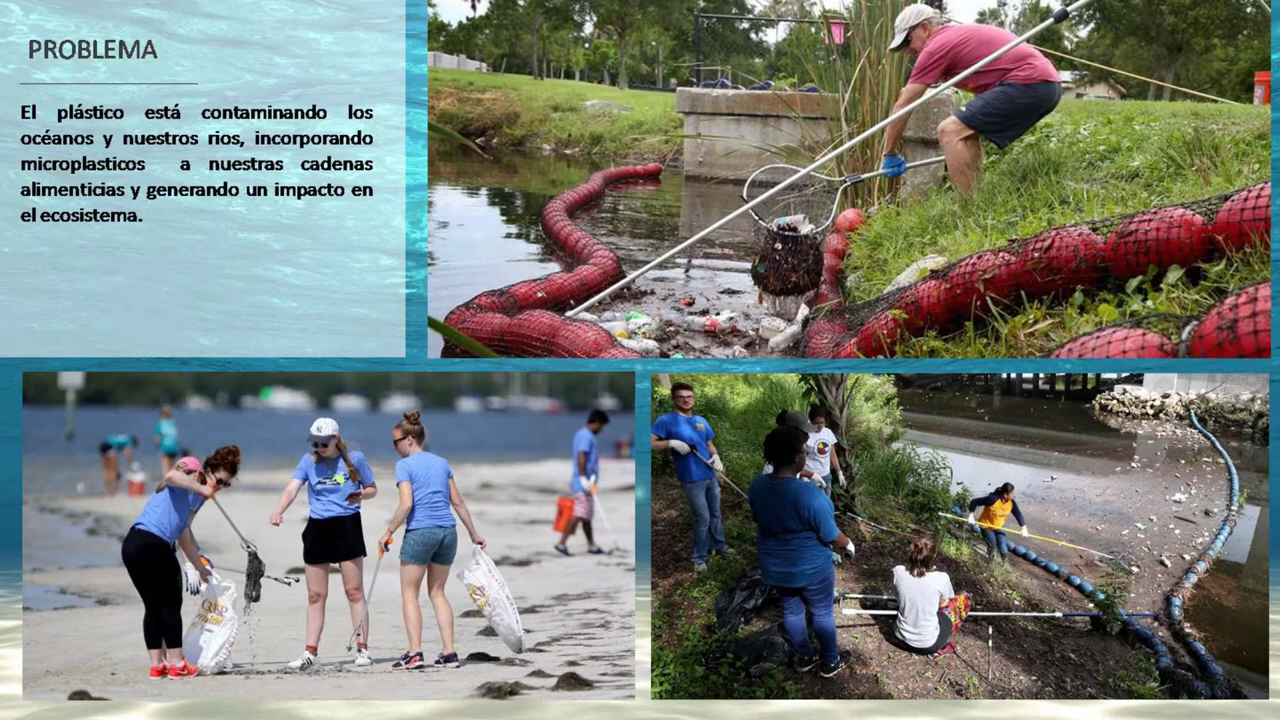 PROBLEMA
El plástico está contaminando los
océanos y nuestros rios, incorporando
microplasticos a nuestras cadenas
alimenticias y generando un impacto en
el ecosistema.